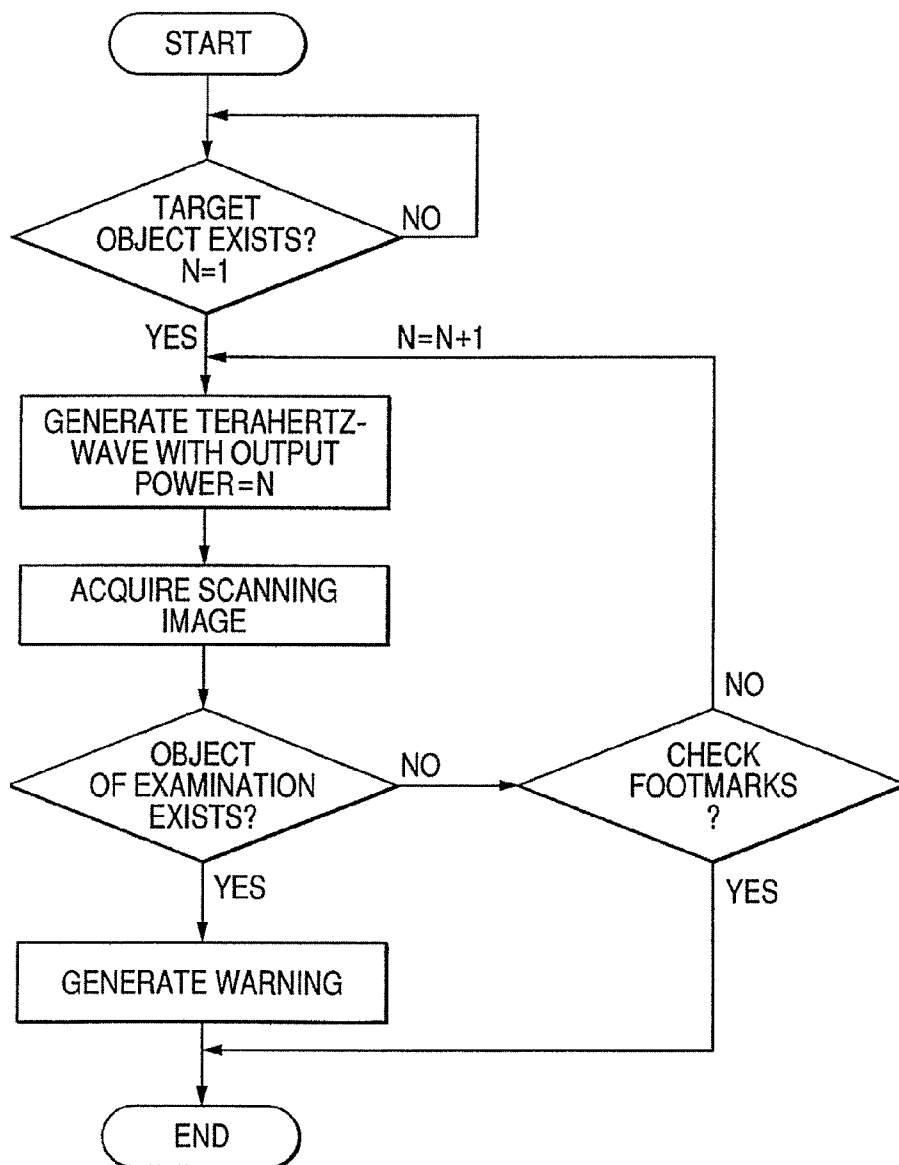 START
TARGET
OBJECT EXISTS?
N=1
NO
YES
N=N+1
GENERATE TERAHERTZ-
WAVE WITH OUTPUT
POWER=N
ACQUIRE SCANNING
IMAGE
OBJECT
OF EXAMINATION
EXISTS?
NO
YES
CHECK
FOOTMARKS
?
NO
YES
GENERATE WARNING
END